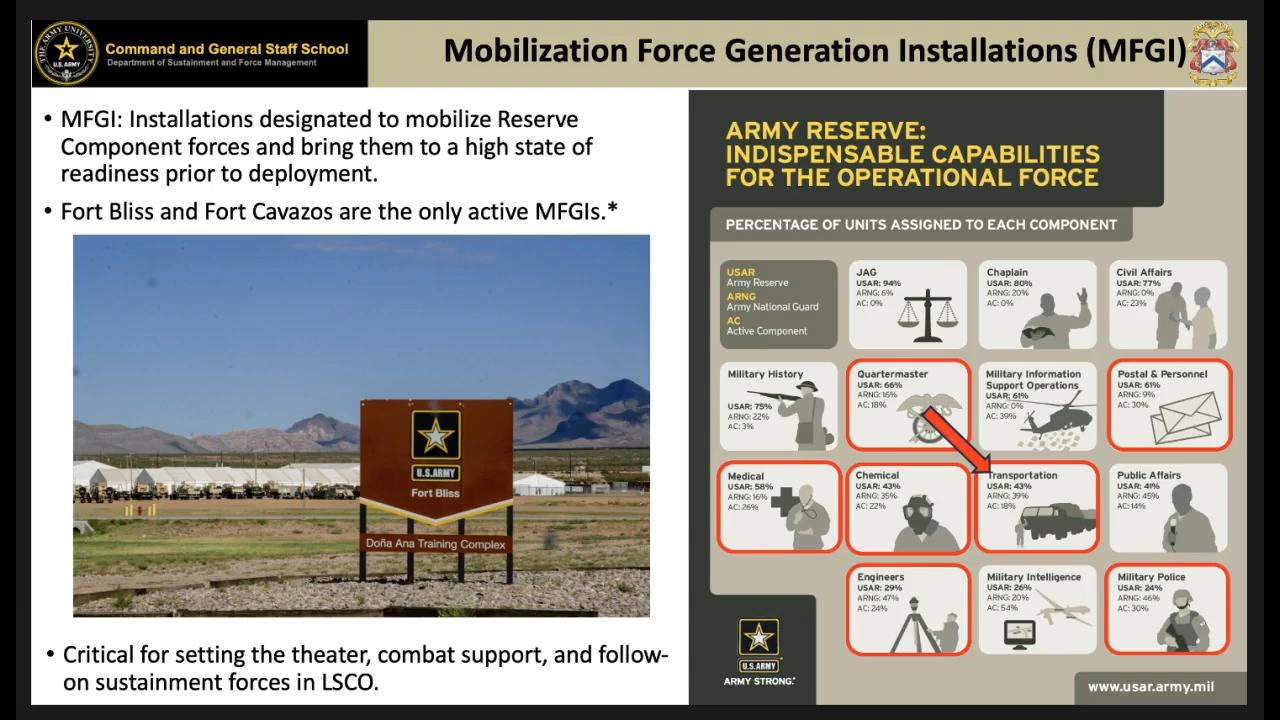 THE ARMY UNIVERSITY
U.S. ARMY
Command and General Staff School
Department of Sustainment and Force Management
Mobilization Force Generation Installations (MFGI)
• MFGI: Installations designated to mobilize Reserve
Component forces and bring them to a high state of
readiness prior to deployment.
• Fort Bliss and Fort Cavazos are the only active MFGIs.*
U.S.ARMY
Fort Bliss
Doña Ana Training Complex
• Critical for setting the theater, combat support, and follow-
on sustainment forces in LSCO.
ARMY RESERVE:
INDISPENSABLE CAPABILITIES
FOR THE OPERATIONAL FORCE
PERCENTAGE OF UNITS ASSIGNED TO EACH COMPONENT
USAR
Army Reserve
ARNG
Army National Guard
AC
Active Component
JAG
USAR: 94%
ARNG: 6%
AC: 0%
Chaplain
USAR: 80%
ARNG: 20%
AC: 0%
Civil Affairs
USAR: 77%
ARNG: 0%
AC: 23%
Military History
USAR: 75%
ARNG: 22%
AC: 3%
Quartermaster
USAR: 66%
ARNG: 16%
AC: 18%
Military Information
Support Operations
USAR: 61%
ARNG: 0%
AC: 39%
Postal & Personnel
USAR: 61%
ARNG: 9%
AC: 30%
Medical
USAR: 58%
ARNG: 16%
AC: 26%
Chemical
USAR: 43%
ARNG: 35%
AC: 22%
Transportation
USAR: 43%
ARNG: 39%
AC: 18%
Public Affairs
USAR: 41%
ARNG: 45%
AC: 14%
Engineers
USAR: 29%
ARNG: 47%
AC: 24%
Military Intelligence
USAR: 26%
ARNG: 20%
AC: 54%
Military Police
USAR: 24%
ARNG: 46%
AC: 30%
U.S.ARMY
ARMY STRONG.®
www.usar.army.mil